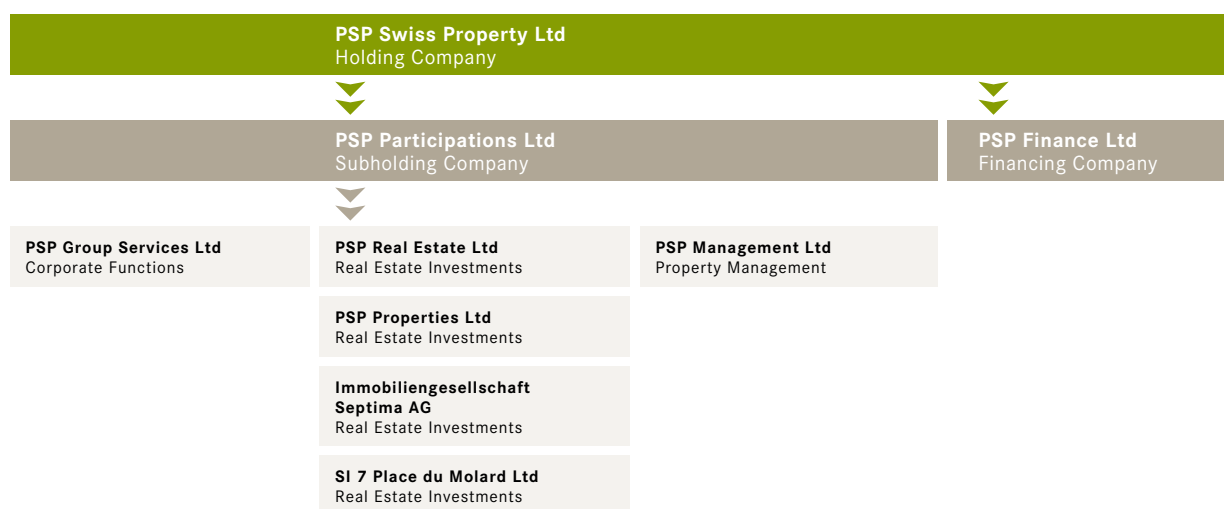 PSP Swiss Property Ltd
Holding Company
PSP Participations Ltd
Subholding Company
PSP Finance Ltd
Financing Company
PSP Group Services Ltd
Corporate Functions
PSP Real Estate Ltd
Real Estate Investments
PSP Management Ltd
Property Management
PSP Properties Ltd
Real Estate Investments
Immobiliengesellschaft
Septima AG
Real Estate Investments
SI 7 Place du Molard Ltd
Real Estate Investments